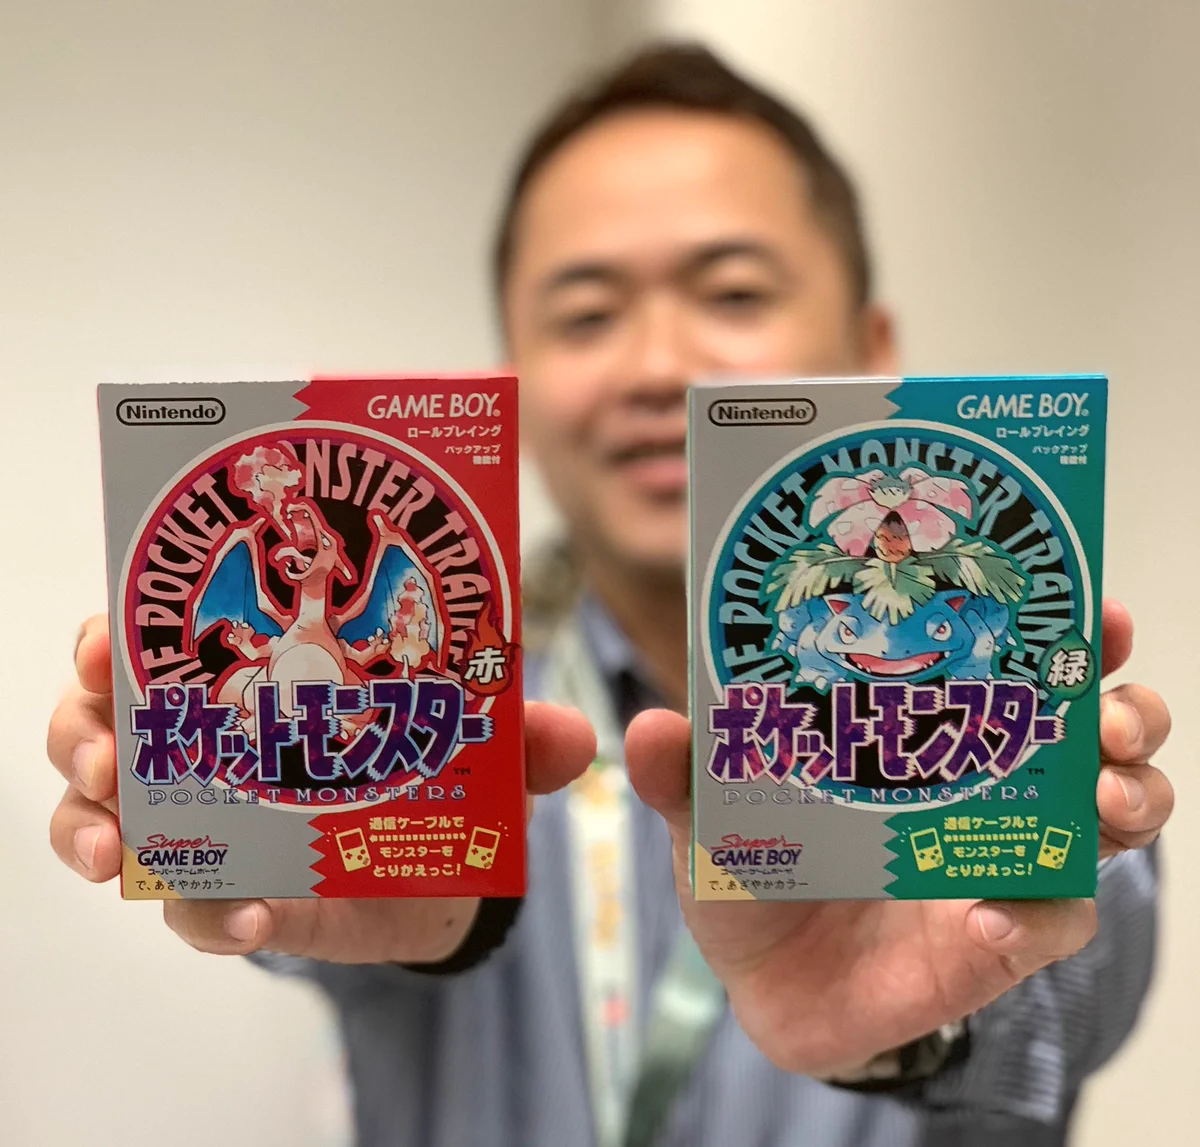 Nintendo®
GAME BOY®
ロールプレイング
バックアップ
機能付
POCKET MONSTER
赤
ポケットモンスター™
POCKET MONSTERS
Super
GAME BOY
スーパーゲームボーイ
で、あざやかカラー
通信ケーブルで
モンスターを
とりかえっこ!
Nintendo®
GAME BOY®
ロールプレイング
バックアップ
機能付
POCKET MONSTER
緑
ポケットモンスター™
POCKET MONSTERS
Super
GAME BOY
スーパーゲームボーイ
で、あざやかカラー
通信ケーブルで
モンスターを
とりかえっこ!